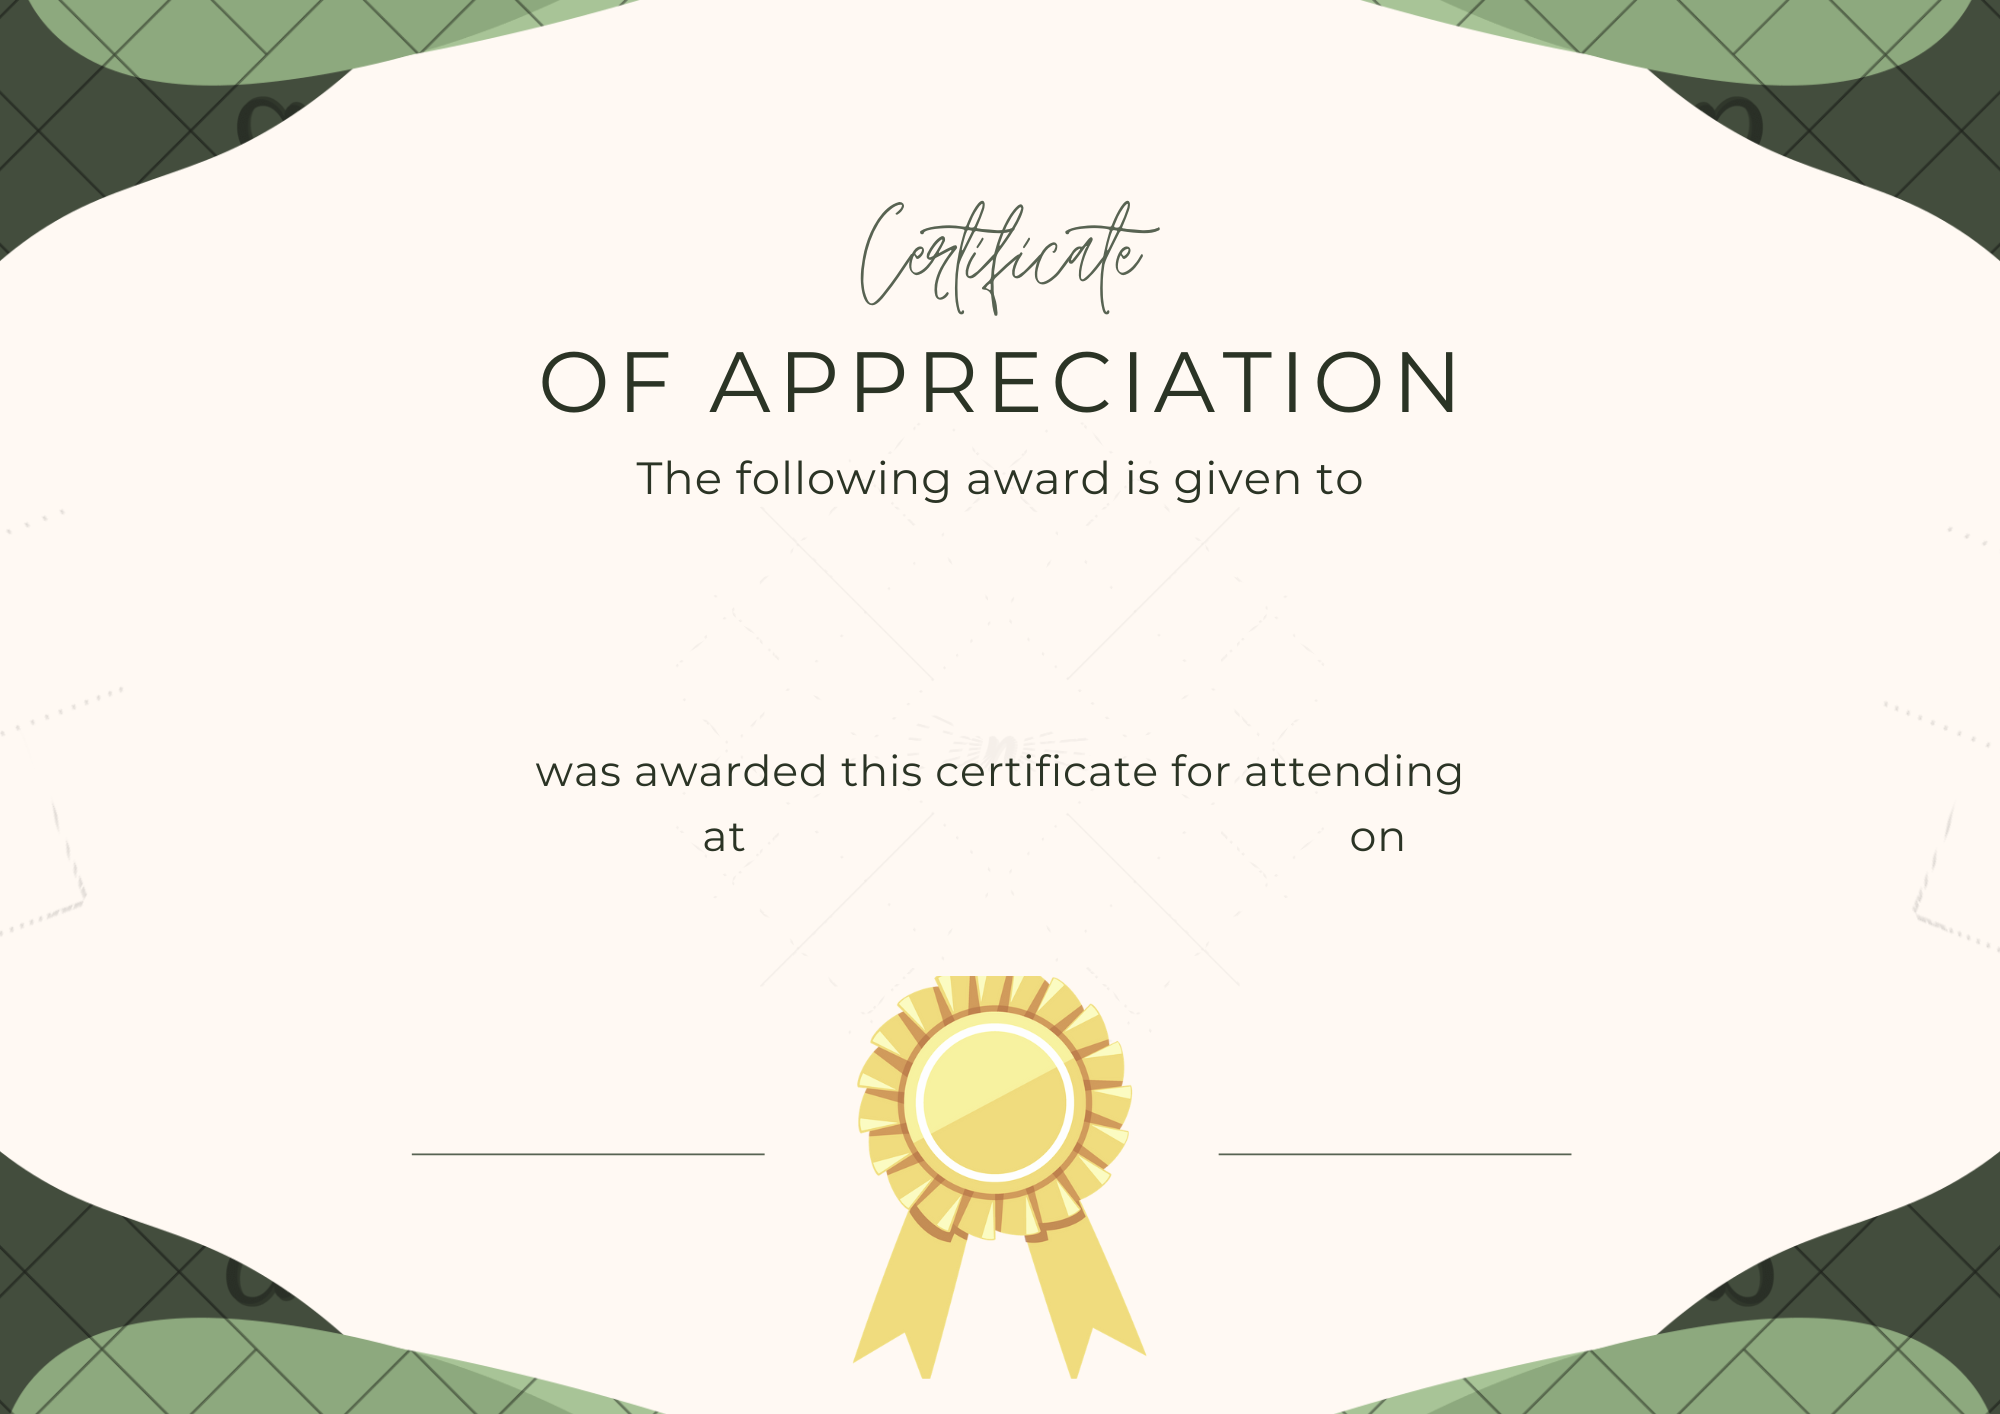 Certificate
OF APPRECIATION
The following award is given to
was awarded this certificate for attending
at on